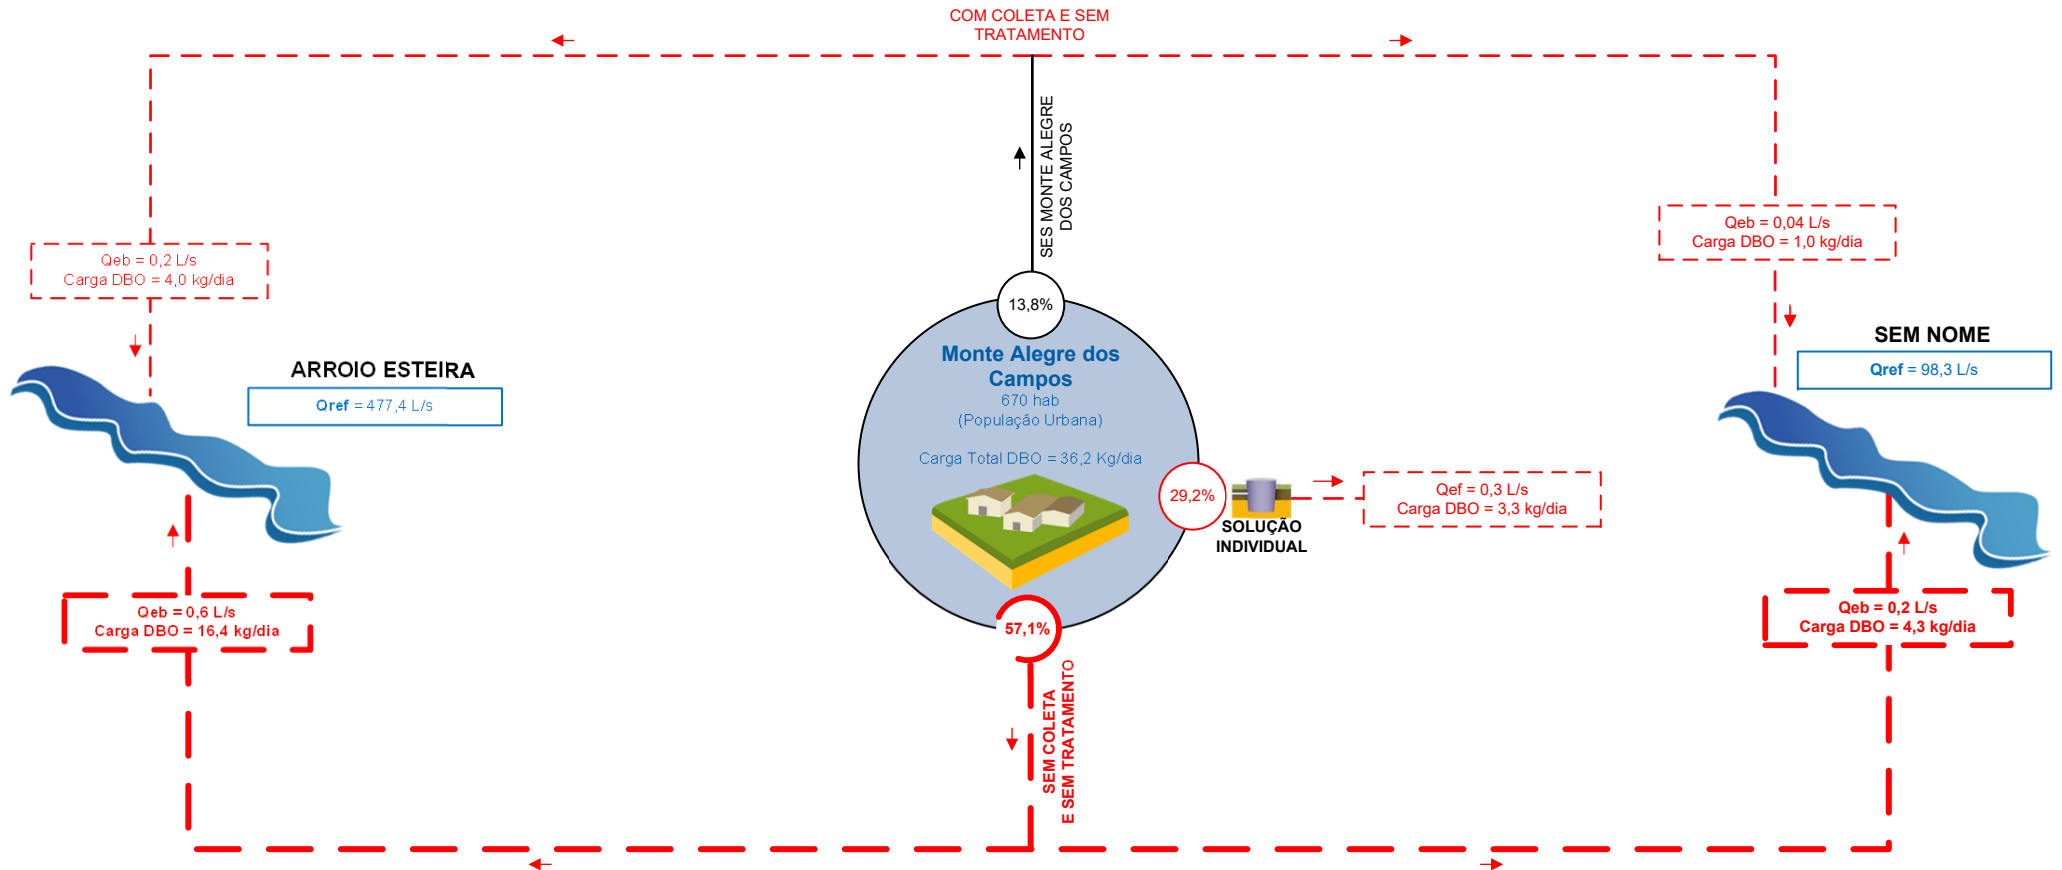 COM COLETA E SEM
TRATAMENTO
SES MONTE ALEGRE
DOS CAMPOS
Qeb = 0,2 L/s
Carga DBO = 4,0 kg/dia
Qeb = 0,04 L/s
Carga DBO = 1,0 kg/dia
13,8%
ARROIO ESTEIRA
Qref = 477,4 L/s
Monte Alegre dos
Campos
670 hab
(População Urbana)
Carga Total DBO = 36,2 Kg/dia
SEM NOME
Qref = 98,3 L/s
29,2%
SOLUÇÃO
INDIVIDUAL
Qef = 0,3 L/s
Carga DBO = 3,3 kg/dia
Qeb = 0,6 L/s
Carga DBO = 16,4 kg/dia
57,1%
Qeb = 0,2 L/s
Carga DBO = 4,3 kg/dia
SEM COLETA
E SEM TRATAMENTO